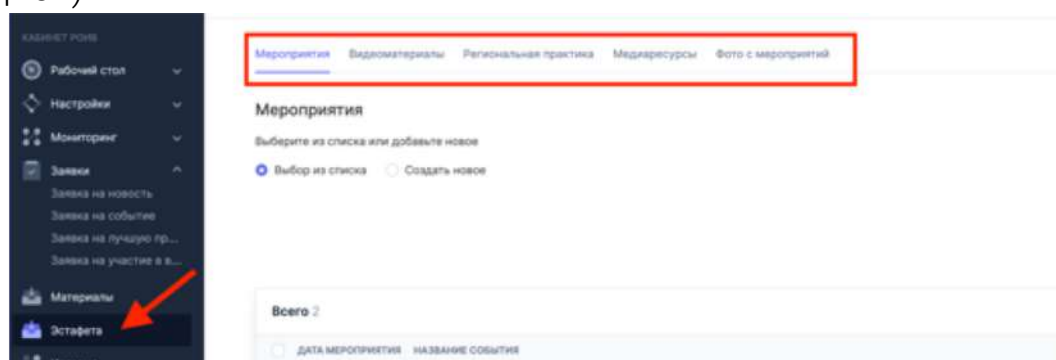 КАБИНЕТ РОИВ
Рабочий стол
Настройки
Мониторинг
Заявки
Заявка на новость
Заявка на событие
Заявка на лучшую пр...
Заявка на участие в в...
Материалы
Эстафета
Мероприятия Видеоматериалы Региональная практика Медиаресурсы Фото с мероприятий
Мероприятия
Выберите из списка или добавьте новое
Выбор из списка Создать новое
Всего 2
ДАТА МЕРОПРИЯТИЯ НАЗВАНИЕ СОБЫТИЯ